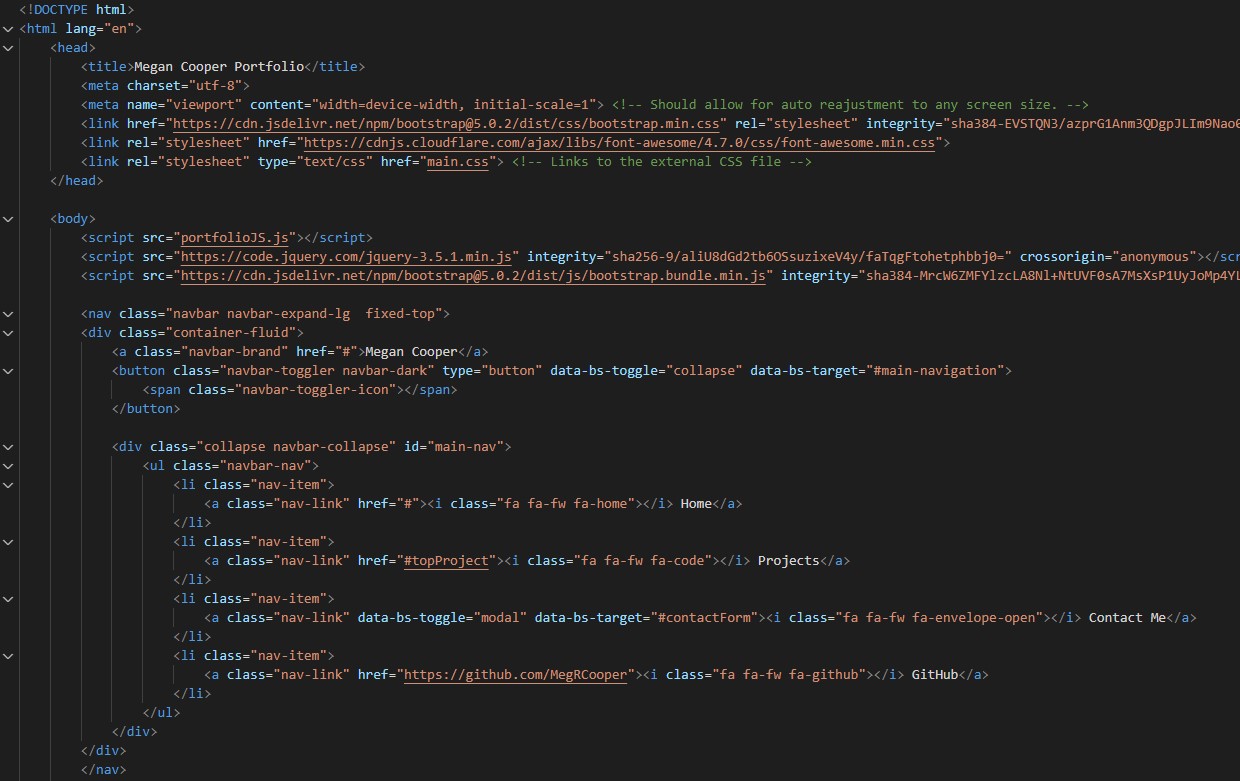 <!DOCTYPE html>
<html lang="en">
<head>
<title>Megan Cooper Portfolio</title>
<meta charset="utf-8">
<meta name="viewport" content="width=device-width, initial-scale=1"> <!-- Should allow for auto reajustment to any screen size. -->
<link href="https://cdn.jsdelivr.net/npm/bootstrap@5.0.2/dist/css/bootstrap.min.css" rel="stylesheet" integrity="sha384-EVSTQN3/azprG1Anm3QDgpJLIm9Nao0
<link rel="stylesheet" href="https://cdnjs.cloudflare.com/ajax/libs/font-awesome/4.7.0/css/font-awesome.min.css">
<link rel="stylesheet" type="text/css" href="main.css"> <!-- Links to the external CSS file -->
</head>
<body>
<script src="portfolioJS.js"></script>
<script src="https://code.jquery.com/jquery-3.5.1.min.js" integrity="sha256-9/aliU8dGd2tb6OSsuzixeV4y/faTqgFtohetphbbj0=" crossorigin="anonymous"></scr
<script src="https://cdn.jsdelivr.net/npm/bootstrap@5.0.2/dist/js/bootstrap.bundle.min.js" integrity="sha384-MrcW6ZMFYlzcLA8Nl+NtUVF0sA7MsXsP1UyJoMp4YL
<nav class="navbar navbar-expand-lg  fixed-top">
<div class="container-fluid">
<a class="navbar-brand" href="#">Megan Cooper</a>
<button class="navbar-toggler navbar-dark" type="button" data-bs-toggle="collapse" data-bs-target="#main-navigation">
<span class="navbar-toggler-icon"></span>
</button>
<div class="collapse navbar-collapse" id="main-nav">
<ul class="navbar-nav">
<li class="nav-item">
<a class="nav-link" href="#"><i class="fa fa-fw fa-home"></i> Home</a>
</li>
<li class="nav-item">
<a class="nav-link" href="#topProject"><i class="fa fa-fw fa-code"></i> Projects</a>
</li>
<li class="nav-item">
<a class="nav-link" data-bs-toggle="modal" data-bs-target="#contactForm"><i class="fa fa-fw fa-envelope-open"></i> Contact Me</a>
</li>
<li class="nav-item">
<a class="nav-link" href="https://github.com/MegRCooper"><i class="fa fa-fw fa-github"></i> GitHub</a>
</li>
</ul>
</div>
</div>
</nav>